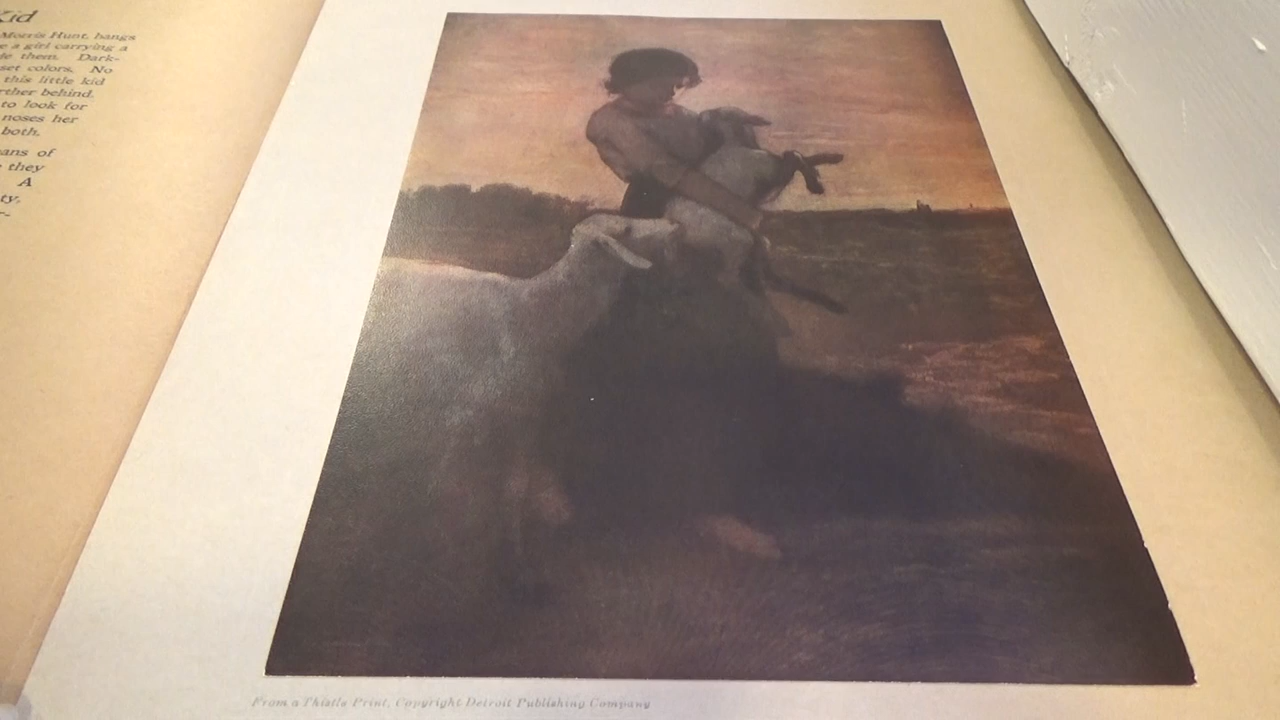 Kid
Morris Hunt, hangs
e a girl carrying a
le them. Dark-
set colors. No
this little kid
rther behind.
to look for
noses her
both.
ans of
they
A
ty.
From a Thistle Print, Copyright Detroit Publishing Company